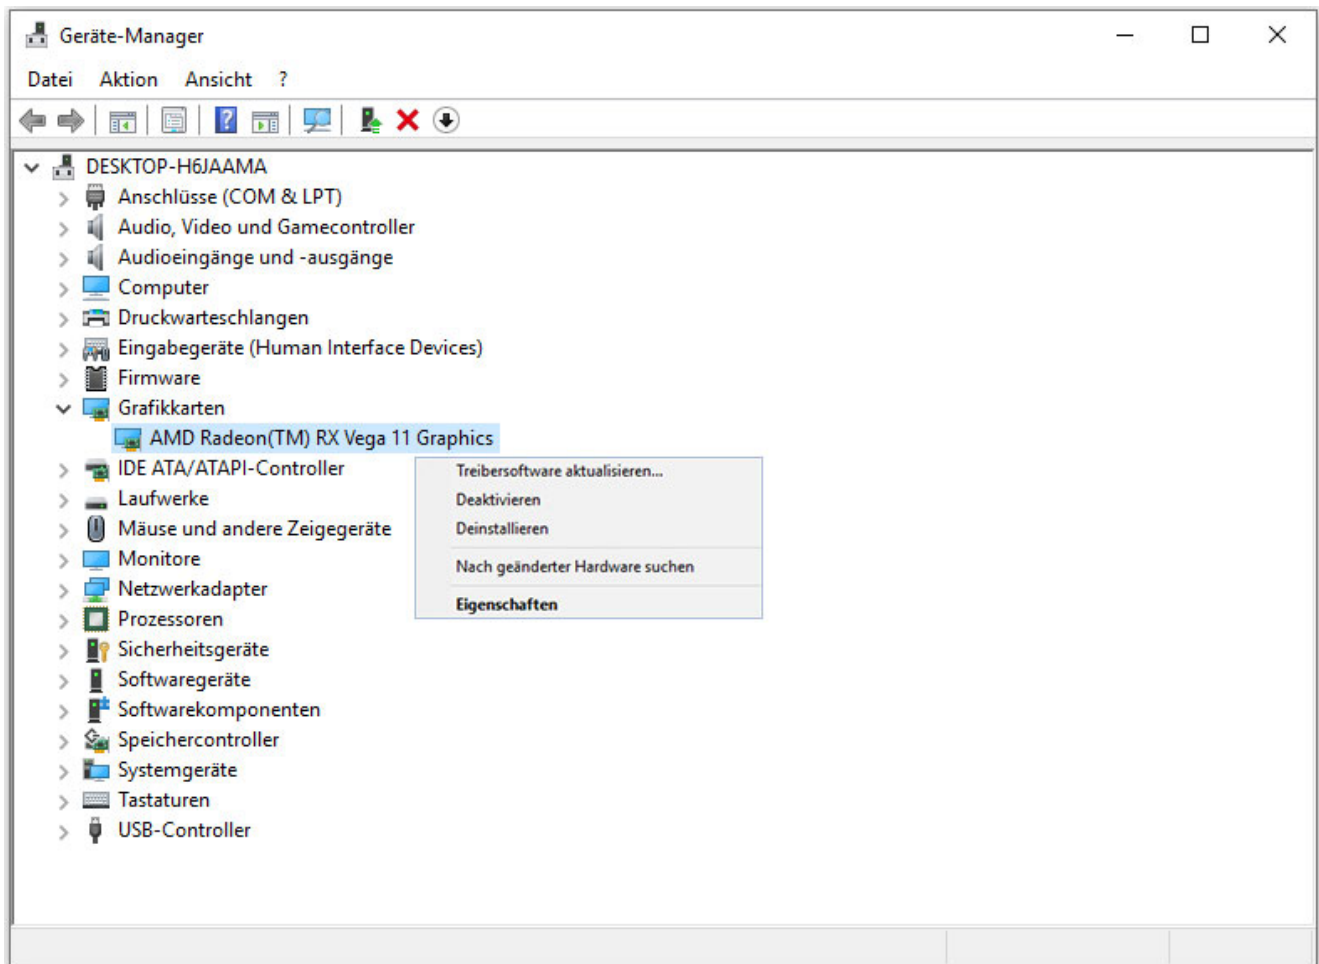 Geräte-Manager
Datei Aktion Ansicht ?
DESKTOP-H6JAAMA
Anschlüsse (COM & LPT)
Audio, Video und Gamecontroller
Audioeingänge und -ausgänge
Computer
Druckwarteschlangen
Eingabegeräte (Human Interface Devices)
Firmware
Grafikkarten
AMD Radeon(TM) RX Vega 11 Graphics
IDE ATA/ATAPI-Controller
Laufwerke
Mäuse und andere Zeigegeräte
Monitore
Netzwerkadapter
Prozessoren
Sicherheitsgeräte
Softwaregeräte
Softwarekomponenten
Speichercontroller
Systemgeräte
Tastaturen
USB-Controller
Treibersoftware aktualisieren...
Deaktivieren
Deinstallieren
Nach geänderter Hardware suchen
Eigenschaften